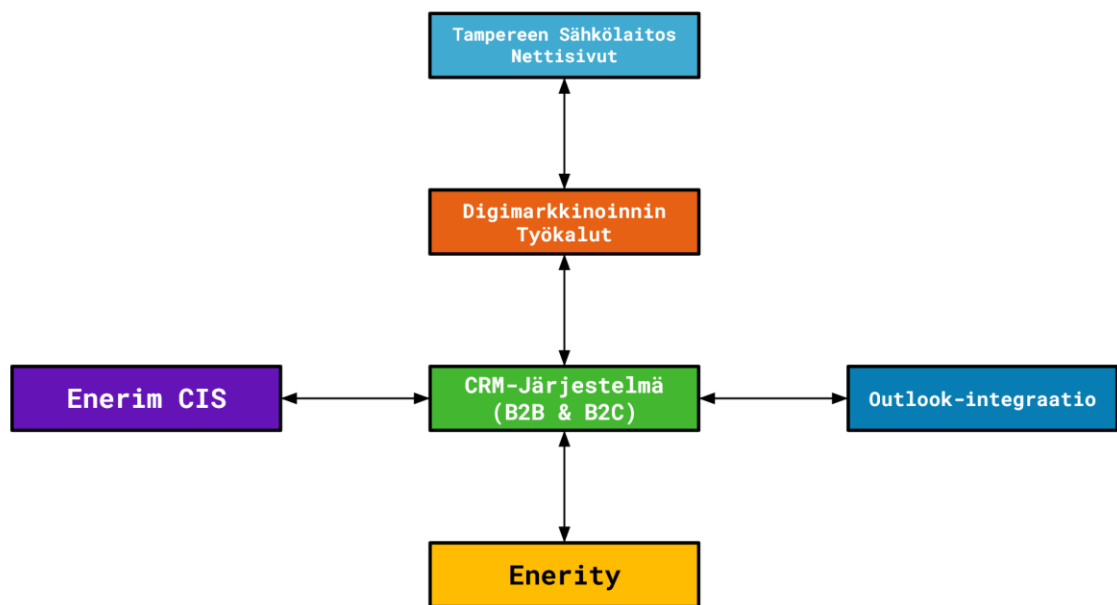 Tampereen Sähkölaitos
Nettisivut
Digimarkkinoinnin
Työkalut
Enerim CIS
CRM-Järjestelmä
(B2B & B2C)
Outlook-integraatio
Enerity